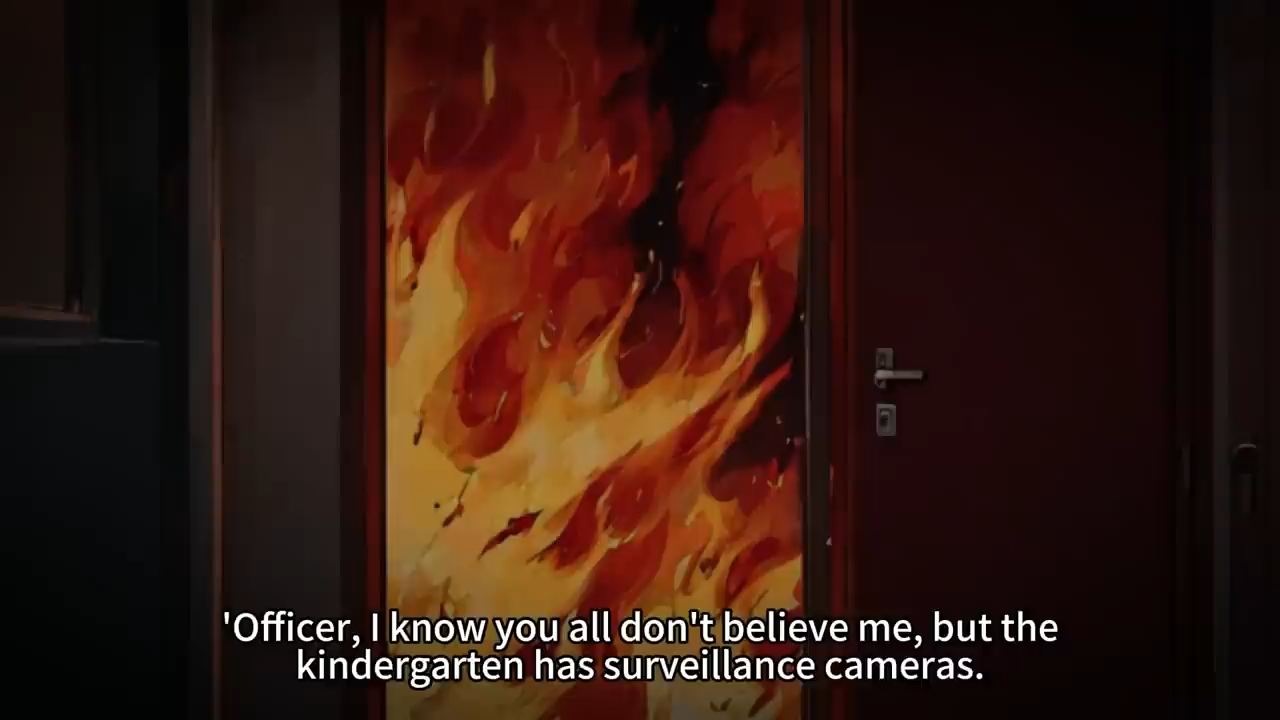 'Officer, I know you all don't believe me, but the
kindergarten has surveillance cameras.